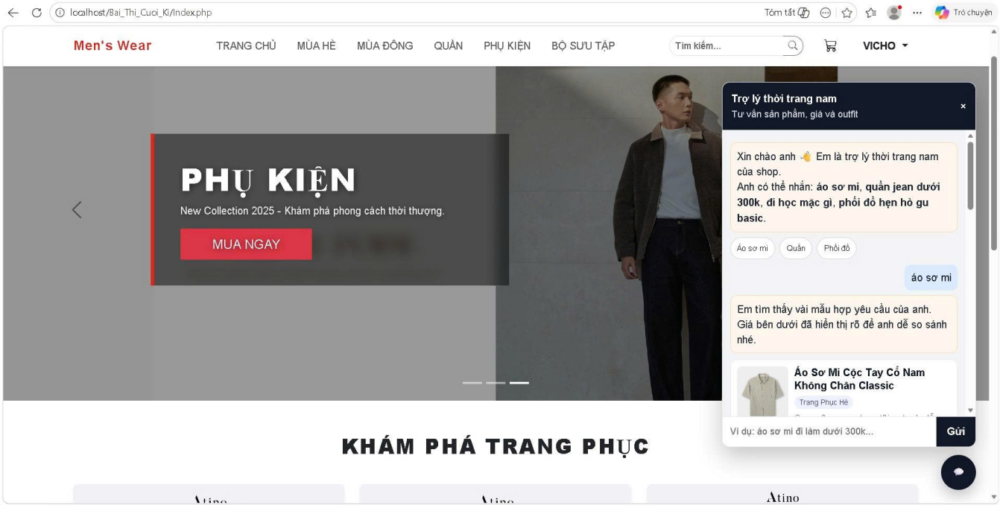 localhost/Bai_Thi_Cuoi_Ki/Index.php
Tóm tắt
Trò chuyện
Men's Wear
TRANG CHỦ
MÙA HÈ
MÙA ĐÔNG
QUẦN
PHỤ KIỆN
BỘ SƯU TẬP
Tìm kiếm...
VICHO
PHỤ KIỆN
New Collection 2025 - Khám phá phong cách thời thượng.
MUA NGAY
Trợ lý thời trang nam
Tư vấn sản phẩm, giá và outfit
×
Xin chào anh 👋 Em là trợ lý thời trang nam
của shop.
Anh có thể nhắn: áo sơ mi, quần jean dưới
300k, đi học mặc gì, phối đồ hẹn hò gu
basic.
Áo sơ mi
Quần
Phối đồ
áo sơ mi
Em tìm thấy vài mẫu hợp yêu cầu của anh.
Giá bên dưới đã hiển thị rõ để anh dễ so sánh
nhé.
Áo Sơ Mi Cộc Tay Cổ Nam
Không Chân Classic
Trang Phục Hè
Ví dụ: áo sơ mi đi làm dưới 300k...
Gửi
KHÁM PHÁ TRANG PHỤC
Atino
Atino
Atino